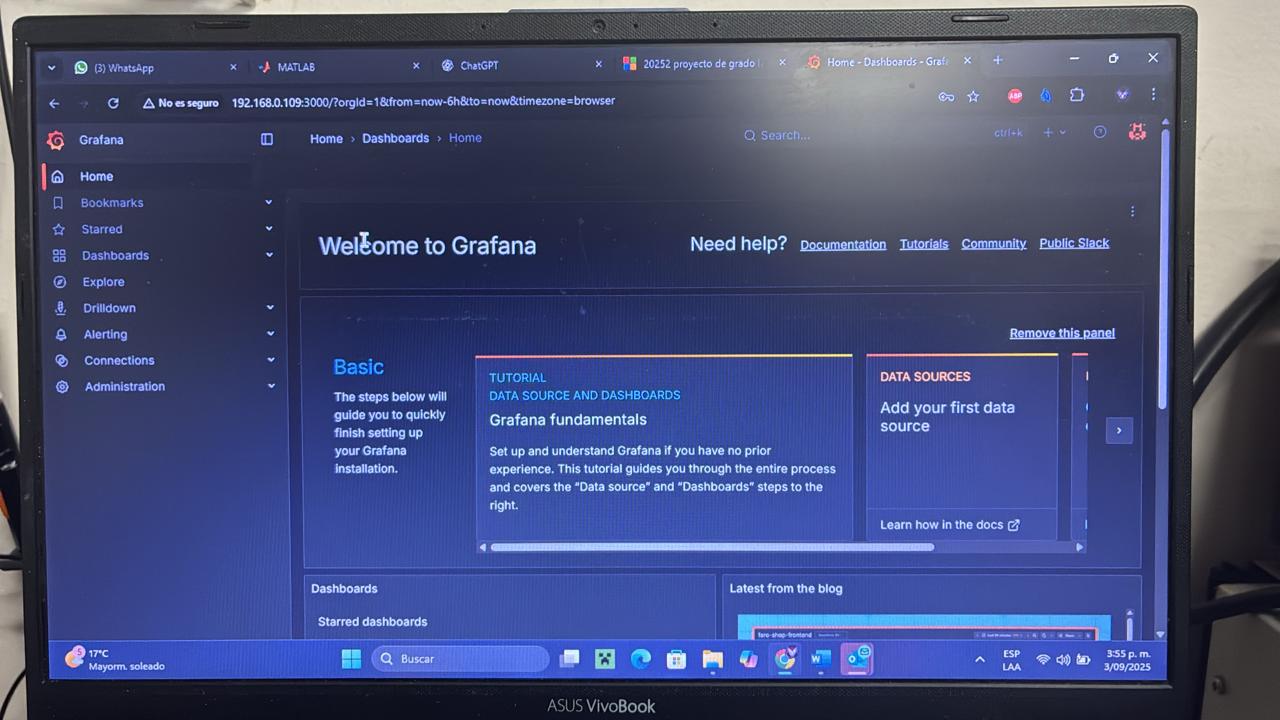 (3) WhatsApp
MATLAB
ChatGPT
20252 proyecto de grado
Home - Dashboards - Grafa
No es seguro
192.168.0.109:3000/?orgId=1&from=now-6h&to=now&timezone=browser
ABP
Grafana
Home › Dashboards › Home
Search...
ctrl+k
Home
Bookmarks
Starred
Dashboards
Explore
Drilldown
Alerting
Connections
Administration
Welcome to Grafana
Need help?
Documentation
Tutorials
Community
Public Slack
Remove this panel
Basic
The steps below will
guide you to quickly
finish setting up
your Grafana
installation.
TUTORIAL
DATA SOURCE AND DASHBOARDS
Grafana fundamentals
Set up and understand Grafana if you have no prior
experience. This tutorial guides you through the entire process
and covers the “Data source” and “Dashboards” steps to the
right.
DATA SOURCES
Add your first data
source
Learn how in the docs
Dashboards
Starred dashboards
Latest from the blog
faro-shop-frontend
17°C
Mayorm. soleado
Buscar
ESP
LAA
3:55 p. m.
3/09/2025
ASUS VivoBook